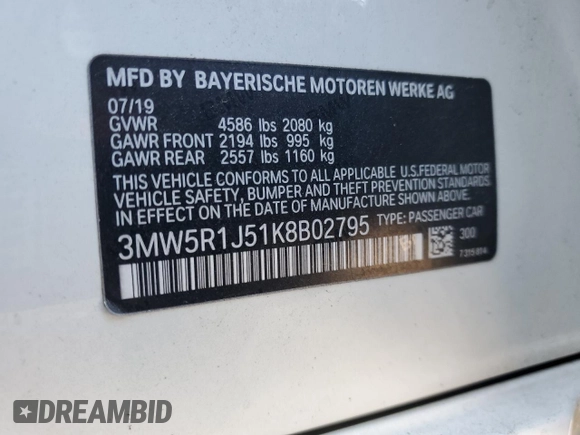 MFD BY BAYERISCHE MOTOREN WERKE AG
07/19
GVWR 4586 lbs 2080 kg
GAWR FRONT 2194 lbs 995 kg
GAWR REAR 2557 lbs 1160 kg
THIS VEHICLE CONFORMS TO ALL APPLICABLE U.S.FEDERAL MOTOR
VEHICLE SAFETY, BUMPER AND THEFT PREVENTION STANDARDS
IN EFFECT ON THE DATE OF MANUFACTURE SHOWN ABOVE.
3MW5R1J51K8B02795 TYPE: PASSENGER CAR
300
DREAMBID